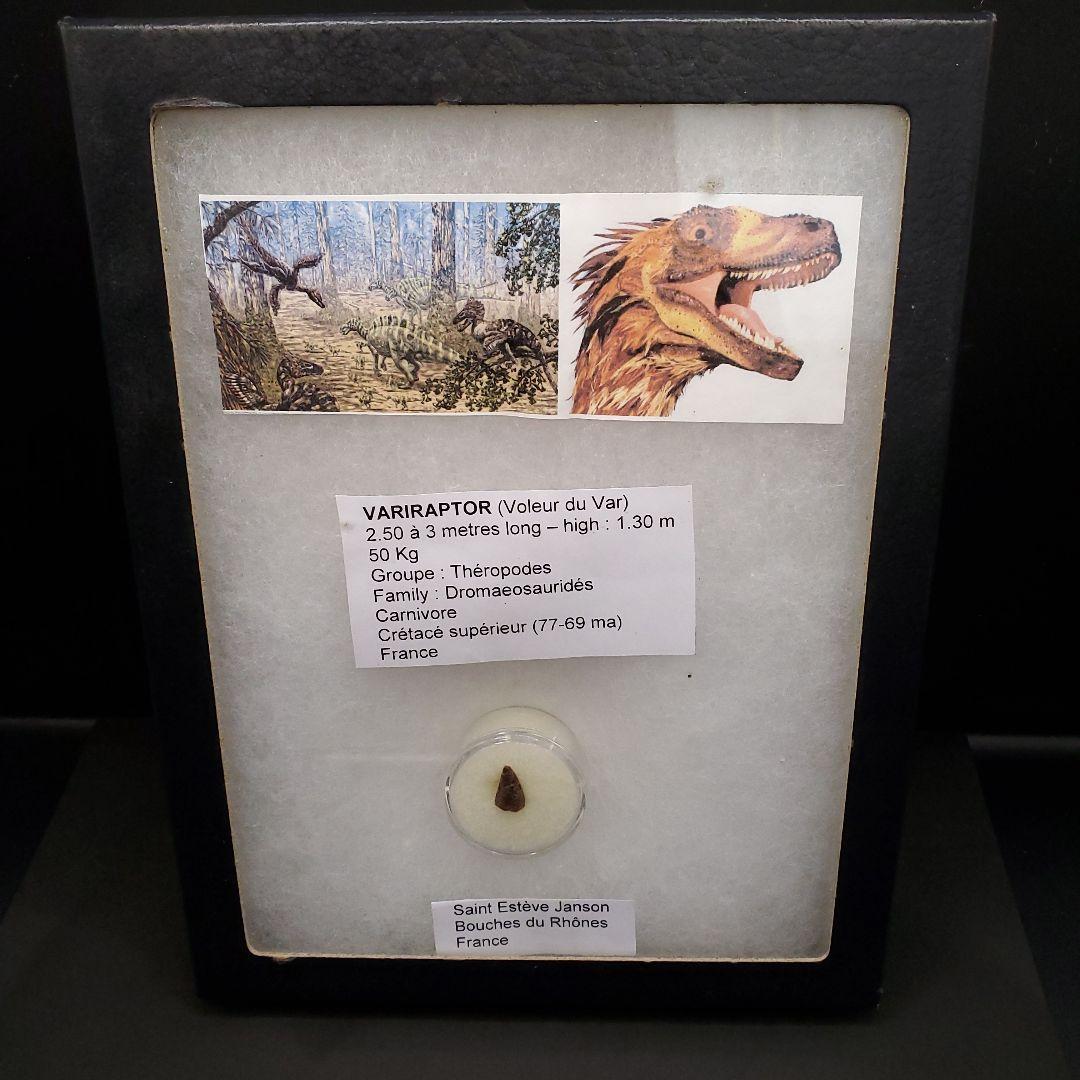 VARIRAPTOR (Voleur du Var)
2.50 à 3 metres long – high : 1.30 m
50 Kg
Groupe : Théropodes
Family : Dromaeosauridés
Carnivore
Crétacé supérieur (77-69 ma)
France
Saint Estève Janson
Bouches du Rhônes
France